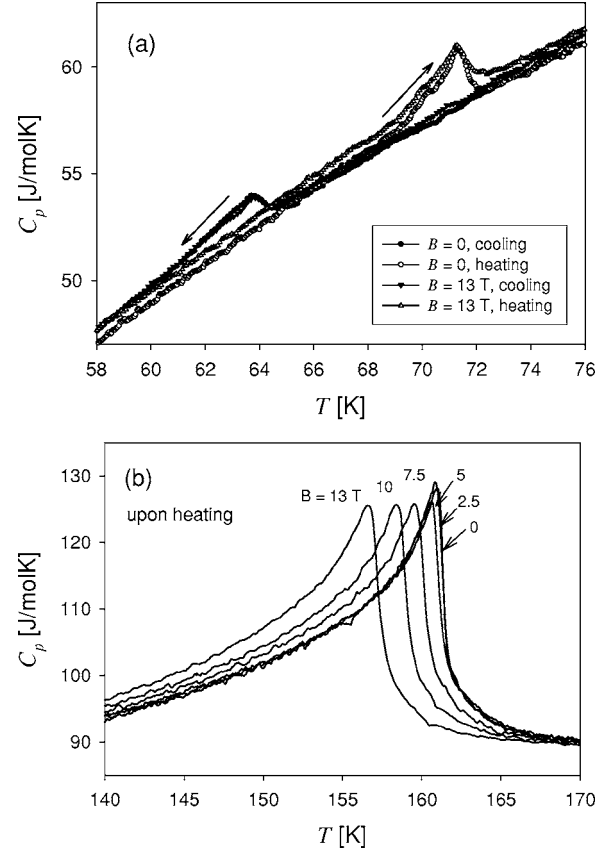 (a)
60
55
50
C_p [J/molK]
B = 0, cooling
B = 0, heating
B = 13 T, cooling
B = 13 T, heating
58 60 62 64 66 68 70 72 74 76
T [K]
(b)
upon heating
B = 13 T 10 7.5 5
2.5
0
130
120
110
100
90
C_p [J/molK]
140 145 150 155 160 165 170
T [K]